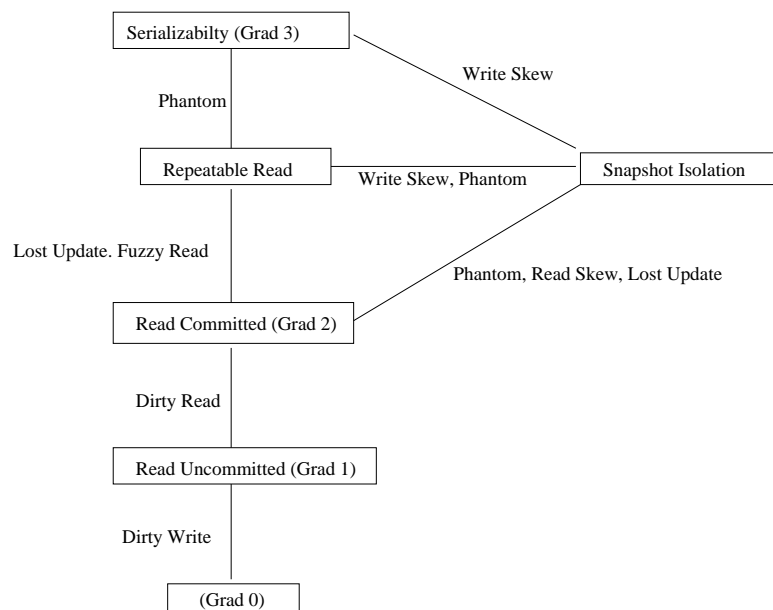 Serializabilty (Grad 3)
Write Skew
Phantom
Repeatable Read
Write Skew, Phantom
Snapshot Isolation
Lost Update. Fuzzy Read
Phantom, Read Skew, Lost Update
Read Committed (Grad 2)
Dirty Read
Read Uncommitted (Grad 1)
Dirty Write
(Grad 0)